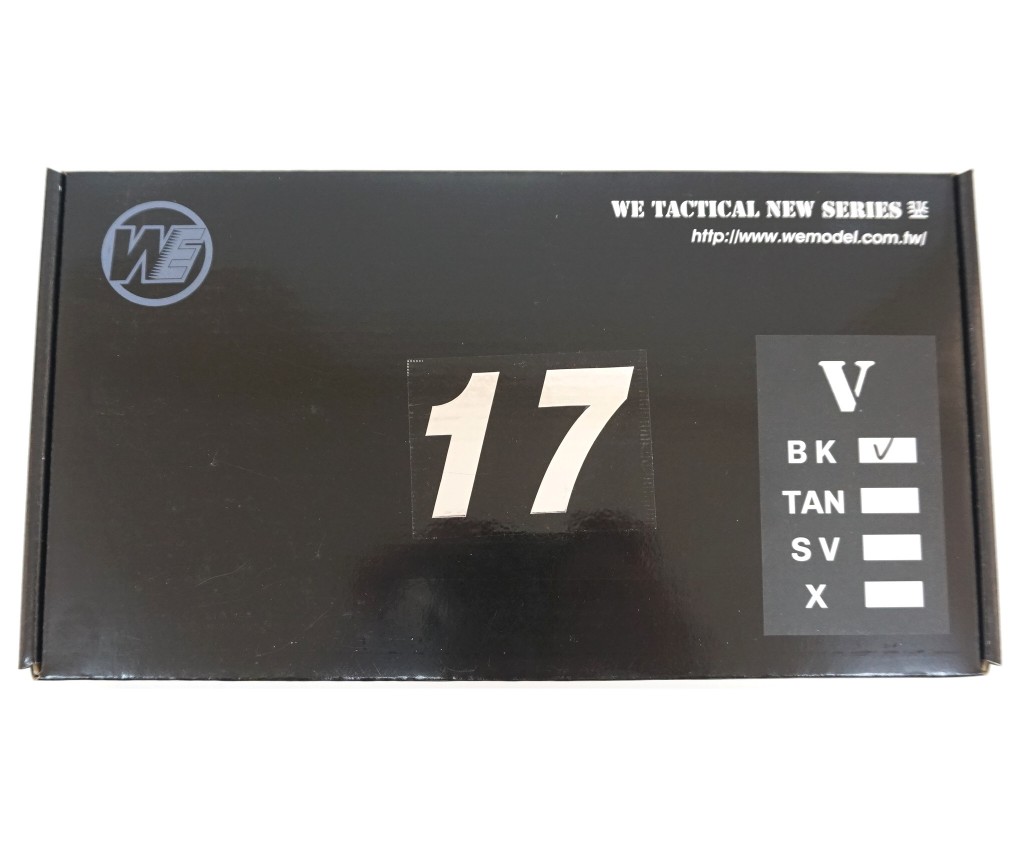 WE
WE TACTICAL NEW SERIES
http://www.wemodel.com.tw/
17
V
BK ✓
TAN
SV
X